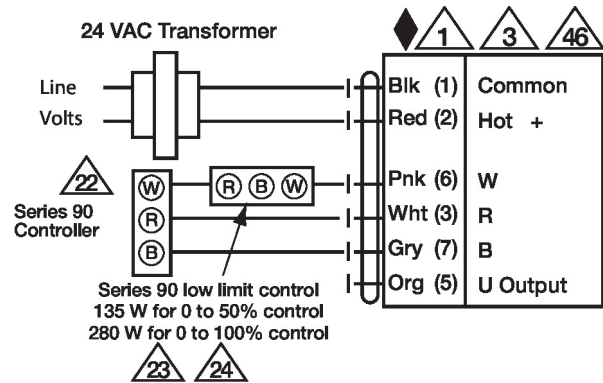 24 VAC Transformer
1 3 46
Line
Volts
Blk (1) Common
Red (2) Hot +
22
Series 90
Controller
W R B W Pnk (6) W
R Wht (3) R
B Gry (7) B
Org (5) U Output
Series 90 low limit control
135 W for 0 to 50% control
280 W for 0 to 100% control
23 24